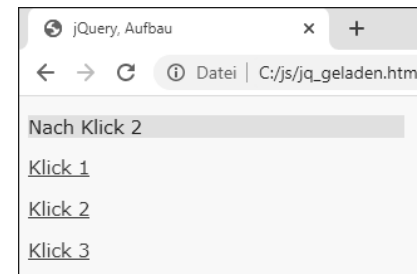 jQuery, Aufbau
Datei | C:/js/jq_geladen.htm
Nach Klick 2
Klick 1
Klick 2
Klick 3